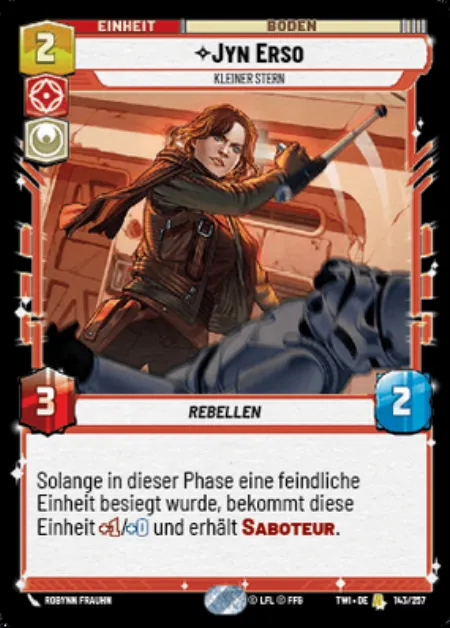 EINHEIT
BODEN
2
JYN ERSO
KLEINER STERN
3
REBELLEN
2
Solange in dieser Phase eine feindliche
Einheit besiegt wurde, bekommt diese
Einheit +1/+0 und erhält SABOTEUR.
ROBYNN FRAUHN
© LFL © FFG
TWI • DE
143/257